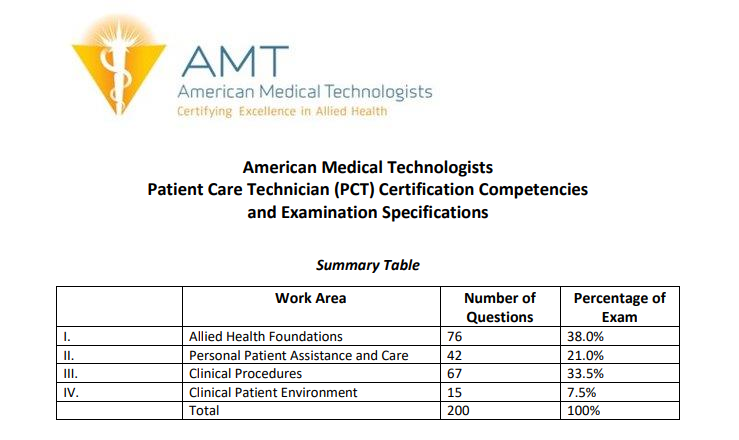 AMT
American Medical Technologists
Certifying Excellence in Allied Health
American Medical Technologists
Patient Care Technician (PCT) Certification Competencies
and Examination Specifications
Summary Table
Work Area Number of Questions Percentage of Exam
I. Allied Health Foundations 76 38.0%
II. Personal Patient Assistance and Care 42 21.0%
III. Clinical Procedures 67 33.5%
IV. Clinical Patient Environment 15 7.5%
Total 200 100%